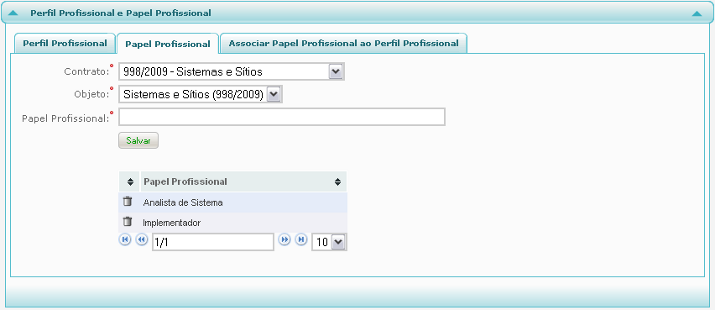 Perfil Profissional e Papel Profissional
Perfil Profissional Papel Profissional Associar Papel Profissional ao Perfil Profissional
Contrato:* 998/2009 - Sistemas e Sítios
Objeto:* Sistemas e Sítios (998/2009)
Papel Profissional:*
Salvar
Papel Profissional
Analista de Sistema
Implementador
1/1 10